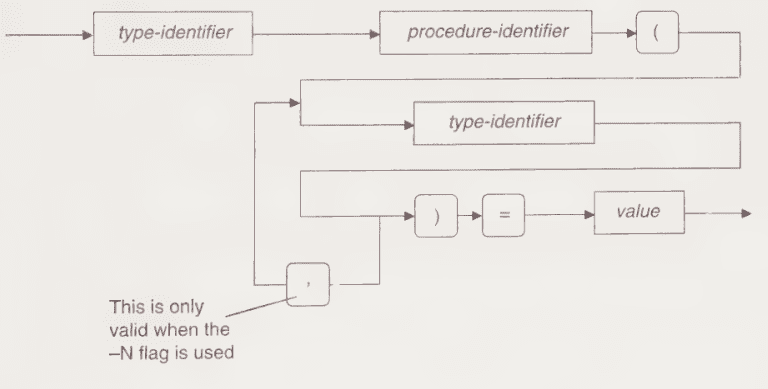 type-identifier procedure-identifier (
type-identifier
) = value
,
This is only
valid when the
–N flag is used